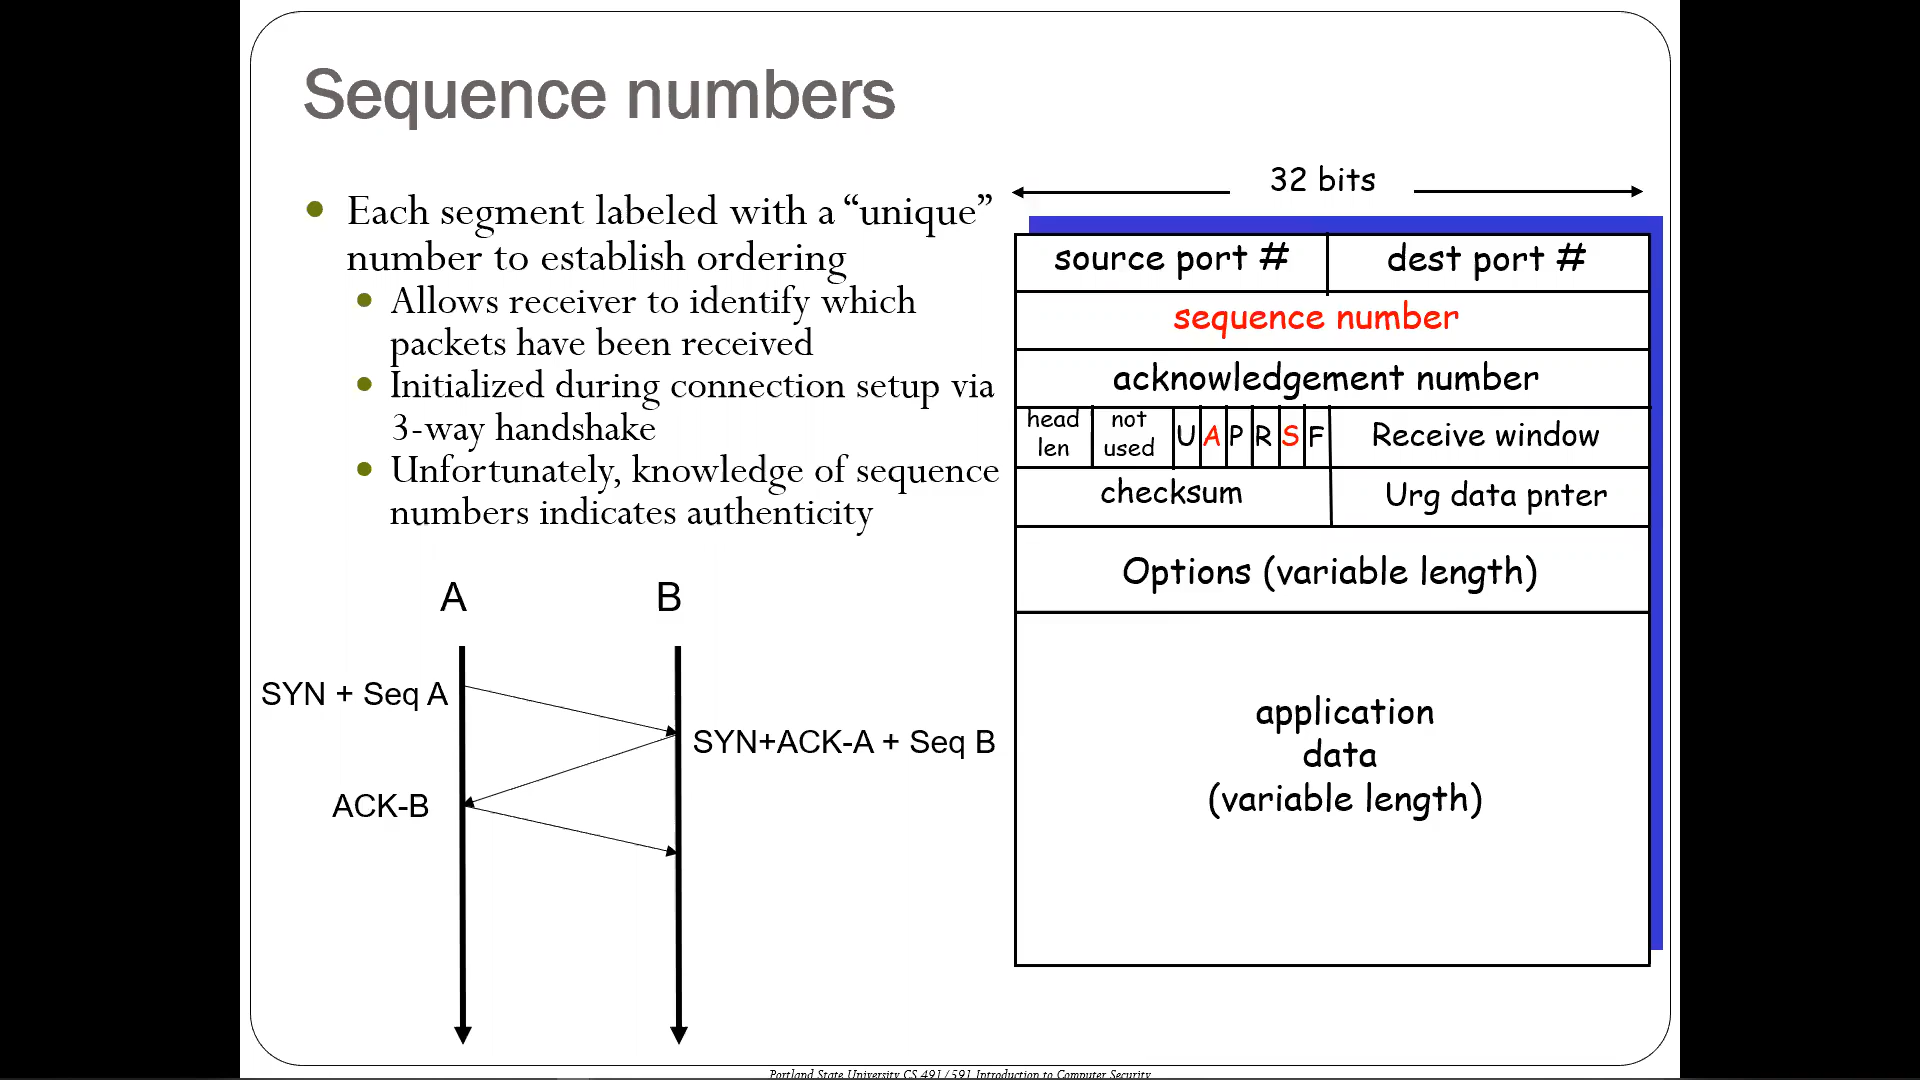 Sequence numbers
Each segment labeled with a “unique”
number to establish ordering
Allows receiver to identify which
packets have been received
Initialized during connection setup via
3-way handshake
Unfortunately, knowledge of sequence
numbers indicates authenticity
32 bits
source port # dest port #
sequence number
acknowledgement number
head len not used U A P R S F Receive window
checksum Urg data pnter
Options (variable length)
application
data
(variable length)
A B
SYN + Seq A
SYN+ACK-A + Seq B
ACK-B
Portland State University CS 491/591 Introduction to Computer Security